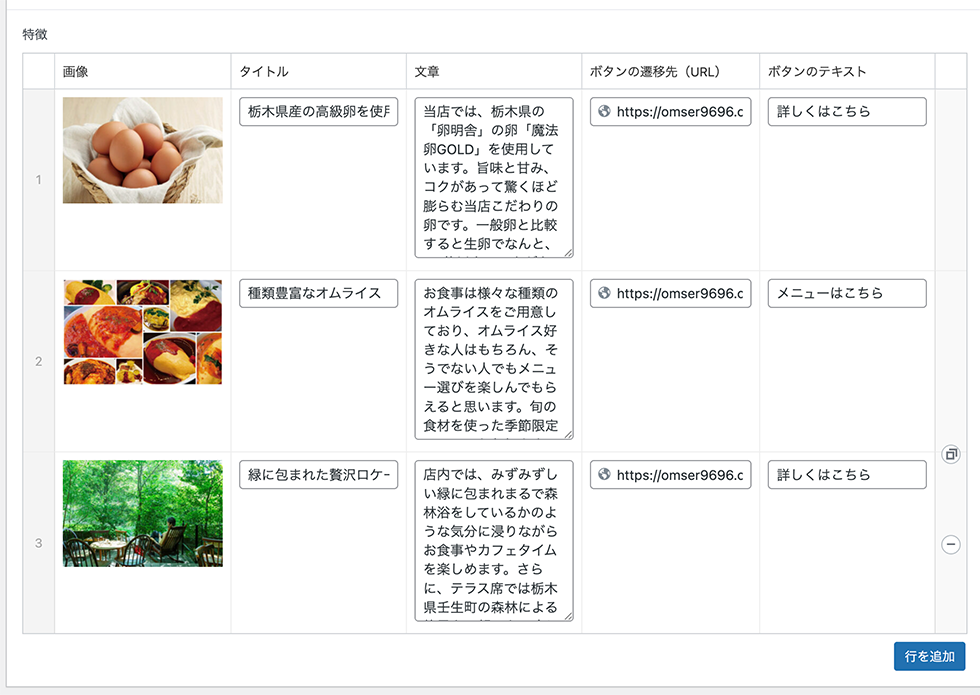 特徴
画像
タイトル
文章
ボタンの遷移先（URL）
ボタンのテキスト
1
栃木県産の高級卵を使用
当店では、栃木県の
「卵明舎」の卵「魔法
卵GOLD」を使用して
います。旨味と甘み、
コクがあって驚くほど
膨らむ当店こだわりの
卵です。一般卵と比較
すると生卵でなんと、
https://omser9696.c
詳しくはこちら
2
種類豊富なオムライス
お食事は様々な種類の
オムライスをご用意し
ており、オムライス好
きな人はもちろん、そ
うでない人でもメニュ
ー選びを楽しんでもら
えると思います。旬の
食材を使った季節限定
https://omser9696.c
メニューはこちら
3
緑に包まれた贅沢ロケー
店内では、みずみずし
い緑に包まれまるで森
林浴をしているかのよ
うな気分に浸りながら
お食事やカフェタイム
を楽しめます。さら
に、テラス席では栃木
県壬生町の森林による
https://omser9696.c
詳しくはこちら
行を追加